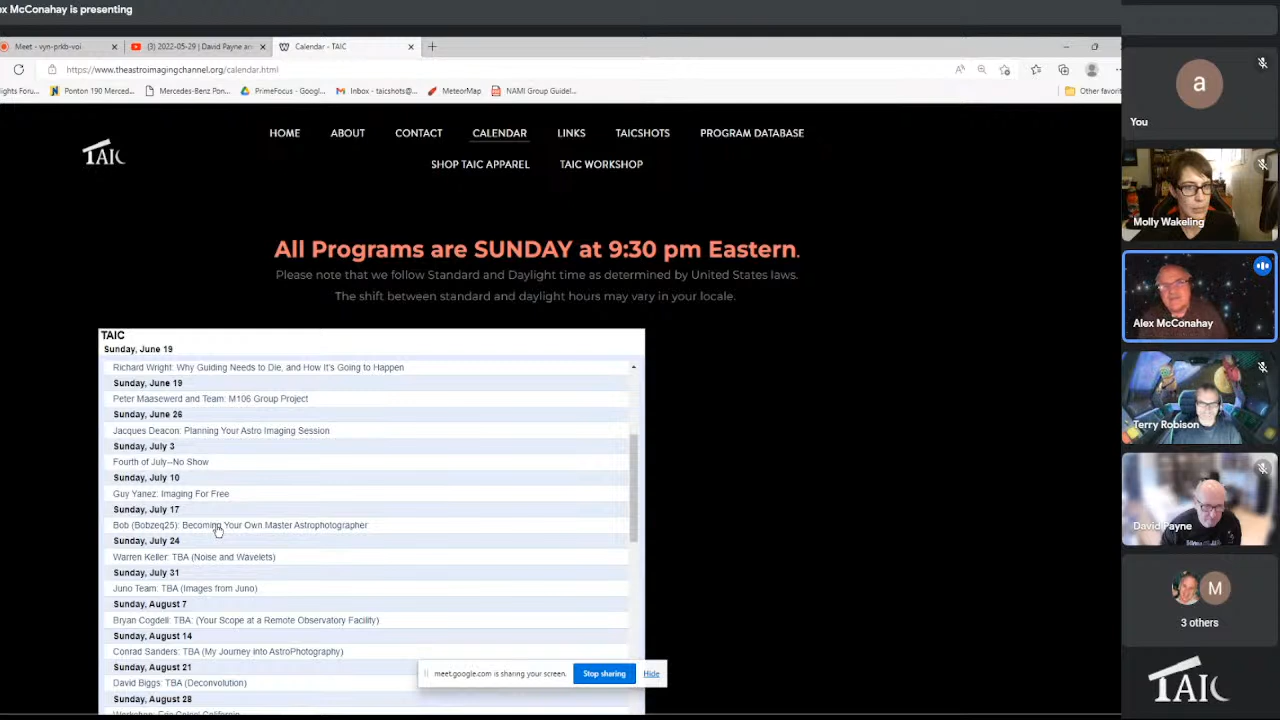 ex McConahay is presenting
Meet - vyn-prkb-voi
(3) 2022-05-29 | David Payne an
Calendar - TAIC
https://www.theastroimagingchannel.org/calendar.html
ights Foru...
Ponton 190 Merced...
Mercedes-Benz Pon...
PrimeFocus - Googl...
Inbox - taicshots@...
MeteorMap
NAMI Group Guidel...
Other favorit
TAIC
HOME
ABOUT
CONTACT
CALENDAR
LINKS
TAICSHOTS
PROGRAM DATABASE
SHOP TAIC APPAREL
TAIC WORKSHOP
All Programs are SUNDAY at 9:30 pm Eastern.
Please note that we follow Standard and Daylight time as determined by United States laws.
The shift between standard and daylight hours may vary in your locale.
TAIC
Sunday, June 19
Richard Wright: Why Guiding Needs to Die, and How It's Going to Happen
Sunday, June 19
Peter Maasewerd and Team: M106 Group Project
Sunday, June 26
Jacques Deacon: Planning Your Astro Imaging Session
Sunday, July 3
Fourth of July--No Show
Sunday, July 10
Guy Yanez: Imaging For Free
Sunday, July 17
Bob (Bobzeq25): Becoming Your Own Master Astrophotographer
Sunday, July 24
Warren Keller: TBA (Noise and Wavelets)
Sunday, July 31
Juno Team: TBA (Images from Juno)
Sunday, August 7
Bryan Cogdell: TBA: (Your Scope at a Remote Observatory Facility)
Sunday, August 14
Conrad Sanders: TBA (My Journey into AstroPhotography)
Sunday, August 21
David Biggs: TBA (Deconvolution)
Sunday, August 28
meet.google.com is sharing your screen.
Stop sharing
Hide
a
You
Molly Wakeling
Alex McConahay
Terry Robison
David Payne
M
3 others
TAIC